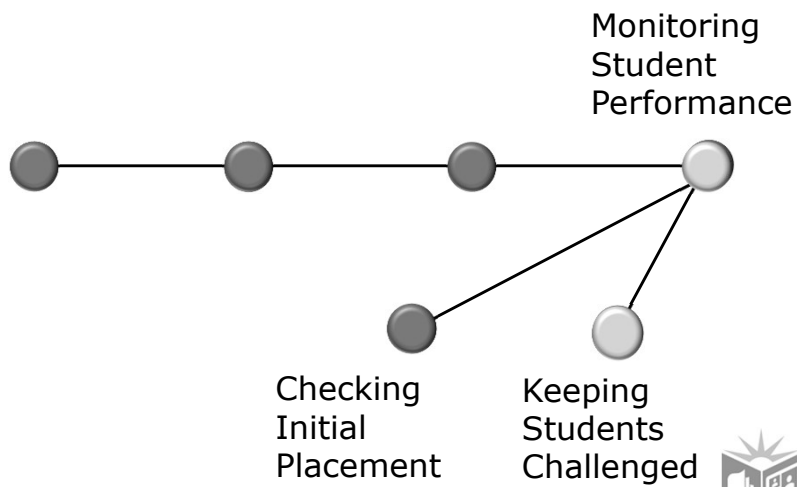 Monitoring
Student
Performance
Checking
Initial
Placement
Keeping
Students
Challenged